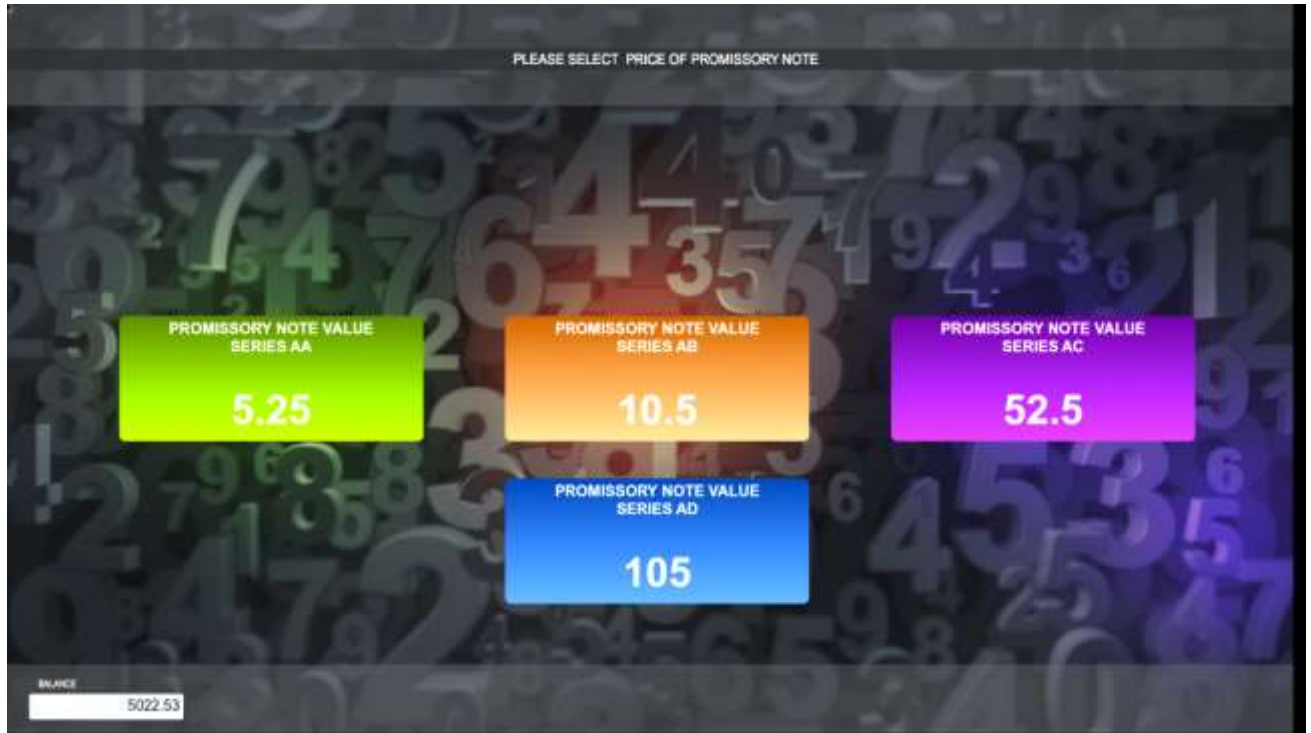 PLEASE SELECT PRICE OF PROMISSORY NOTE
PROMISSORY NOTE VALUE
SERIES AA
5.25
PROMISSORY NOTE VALUE
SERIES AB
10.5
PROMISSORY NOTE VALUE
SERIES AC
52.5
PROMISSORY NOTE VALUE
SERIES AD
105
BALANCE
5022.53